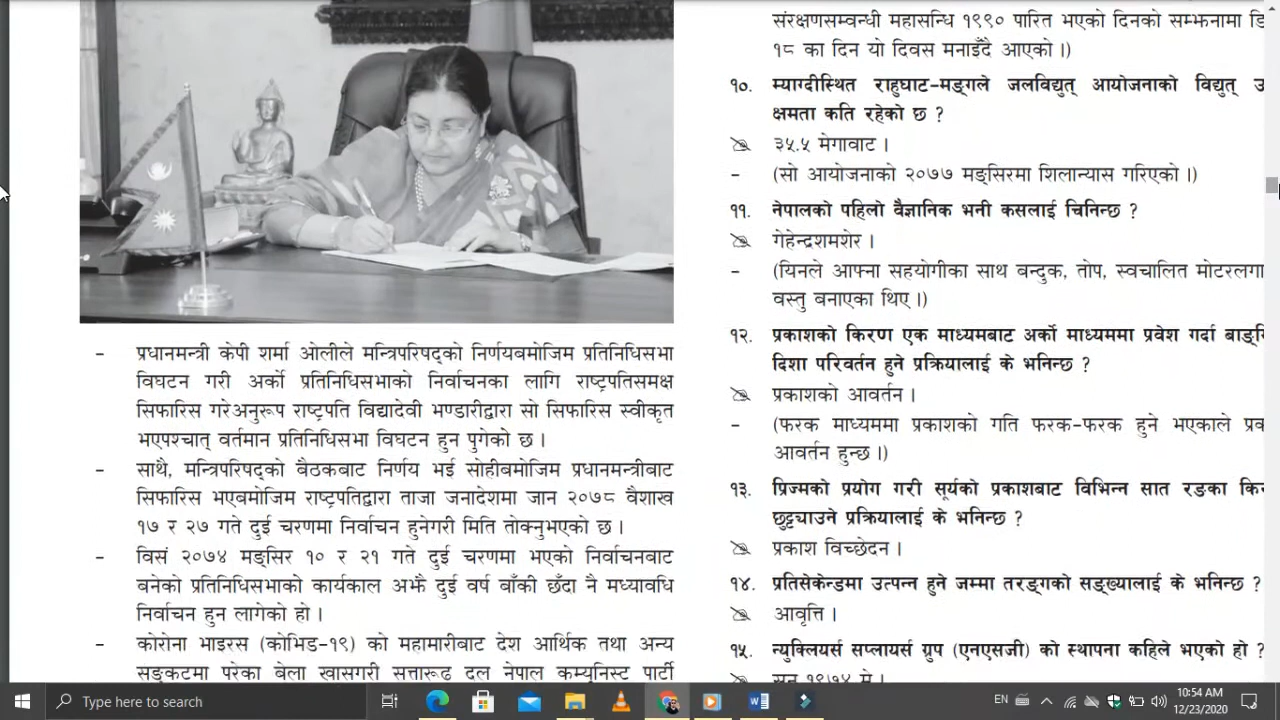 प्रधानमन्त्री केपी शर्मा ओलीले मन्त्रिपरिषद्को निर्णयबमोजिम प्रतिनिधिसभा
विघटन गरी अर्को प्रतिनिधिसभाको निर्वाचनका लागि राष्ट्रपतिसमक्ष
सिफारिस गरेअनुरूप राष्ट्रपति विद्यादेवी भण्डारीद्वारा सो सिफारिस स्वीकृत
भएपश्चात् वर्तमान प्रतिनिधिसभा विघटन हुन पुगेको छ ।
- साथै, मन्त्रिपरिषद्को बैठकबाट निर्णय भई सोहीबमोजिम प्रधानमन्त्रीबाट
सिफारिस भएबमोजिम राष्ट्रपतिद्वारा ताजा जनादेशमा जान २०७८ वैशाख
१७ र २७ गते दुई चरणमा निर्वाचन हुनेगरी मिति तोक्नुभएको छ ।
- विसं २०७४ मङ्सिर १० र २१ गते दुई चरणमा भएको निर्वाचनबाट
बनेको प्रतिनिधिसभाको कार्यकाल अझै दुई वर्ष बाँकी छँदा नै मध्यावधि
निर्वाचन हुन लागेको हो ।
- कोरोना भाइरस (कोभिड-१९) को महामारीबाट देश आर्थिक तथा अन्य
सङ्कटमा परेका बेला खासगरी सत्तारूढ दल नेपाल कम्युनिस्ट पार्टी
संरक्षणसम्वन्धी महासन्धि १९९० पारित भएको दिनको सम्झनामा डि
१८ का दिन यो दिवस मनाइँदै आएको ।)
१०. म्याग्दीस्थित राहुघाट-मङ्गले जलविद्युत् आयोजनाको विद्युत् उ
क्षमता कति रहेको छ ?
३५.५ मेगावाट ।
- (सो आयोजनाको २०७७ मङ्सिरमा शिलान्यास गरिएको ।)
११. नेपालको पहिलो वैज्ञानिक भनी कसलाई चिनिन्छ ?
गेहेन्द्रशमशेर ।
- (यिनले आफ्ना सहयोगीका साथ बन्दुक, तोप, स्वचालित मोटरलगा
वस्तु बनाएका थिए ।)
१२. प्रकाशको किरण एक माध्यमबाट अर्को माध्यममा प्रवेश गर्दा बाङ्गि
दिशा परिवर्तन हुने प्रक्रियालाई के भनिन्छ ?
प्रकाशको आवर्तन ।
- (फरक माध्यममा प्रकाशको गति फरक-फरक हुने भएकाले प्रक
आवर्तन हुन्छ ।)
१३. प्रिज्मको प्रयोग गरी सूर्यको प्रकाशबाट विभिन्न सात रङका कि
छुट्ट्याउने प्रक्रियालाई के भनिन्छ ?
प्रकाश विच्छेदन ।
१४. प्रतिसेकेन्डमा उत्पन्न हुने जम्मा तरङ्गको सङ्ख्यालाई के भनिन्छ ?
आवृत्ति ।
१५. न्युक्लियर्स सप्लायर्स ग्रुप (एनएसजी) को स्थापना कहिले भएको हो ?
सन् १९७४ मे ।
Type here to search
EN
10:54 AM
12/23/2020